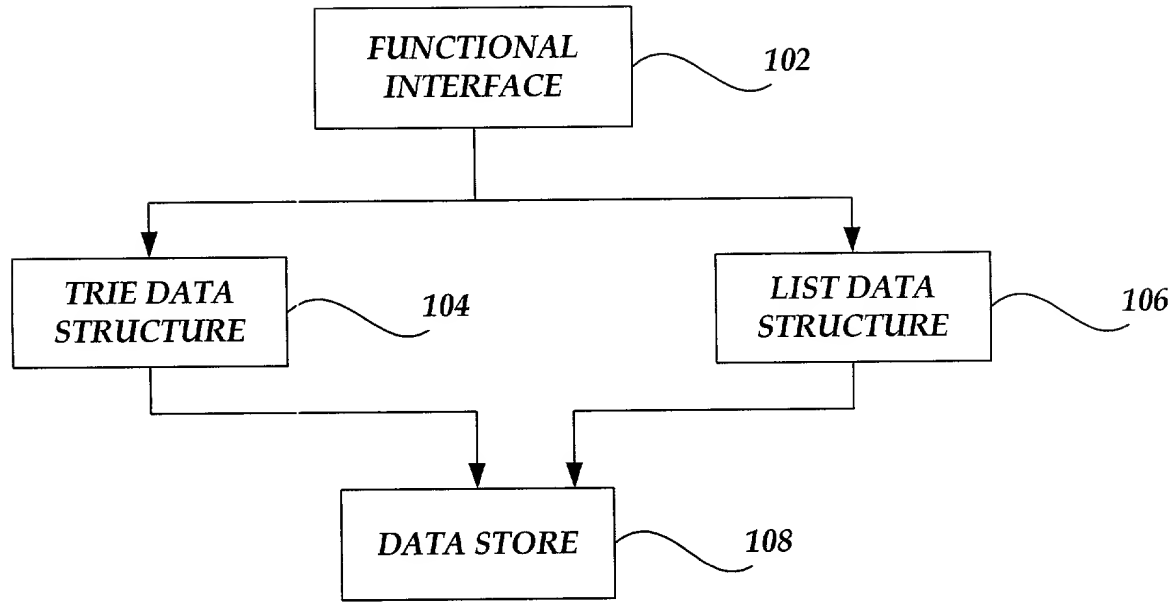 FUNCTIONAL
INTERFACE
102
TRIE DATA
STRUCTURE
104
LIST DATA
STRUCTURE
106
DATA STORE
108